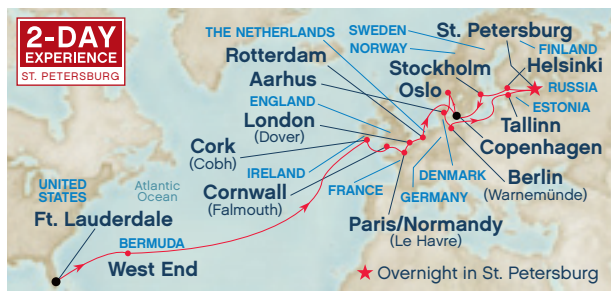 2-DAY
EXPERIENCE
ST. PETERSBURG
THE NETHERLANDS
SWEDEN
NORWAY
St. Petersburg
FINLAND
Rotterdam
Stockholm
Helsinki
Aarhus
Oslo
RUSSIA
ENGLAND
ESTONIA
London
(Dover)
Tallinn
Cork
(Cobh)
Copenhagen
IRELAND
DENMARK
Berlin
(Warnemünde)
Cornwall
(Falmouth)
FRANCE
GERMANY
UNITED
STATES
Atlantic
Ocean
Ft. Lauderdale
Paris/Normandy
(Le Havre)
BERMUDA
West End
Overnight in St. Petersburg